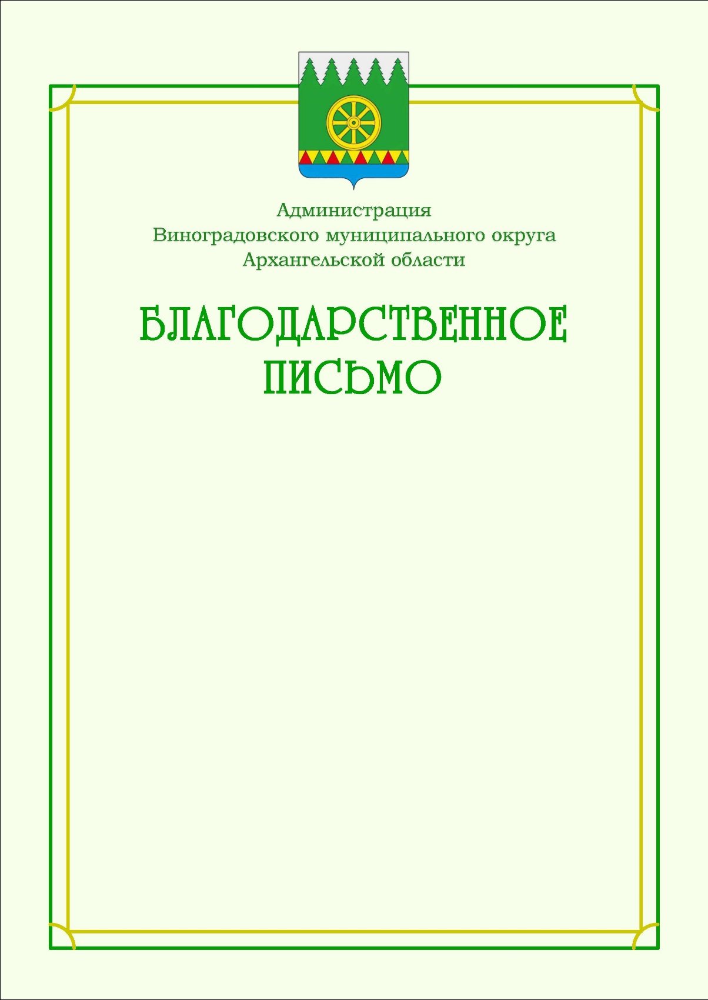 Администрация
Виноградовского муниципального округа
Архангельской области
БЛАГОДАРСТВЕННОЕ
ПИСЬМО